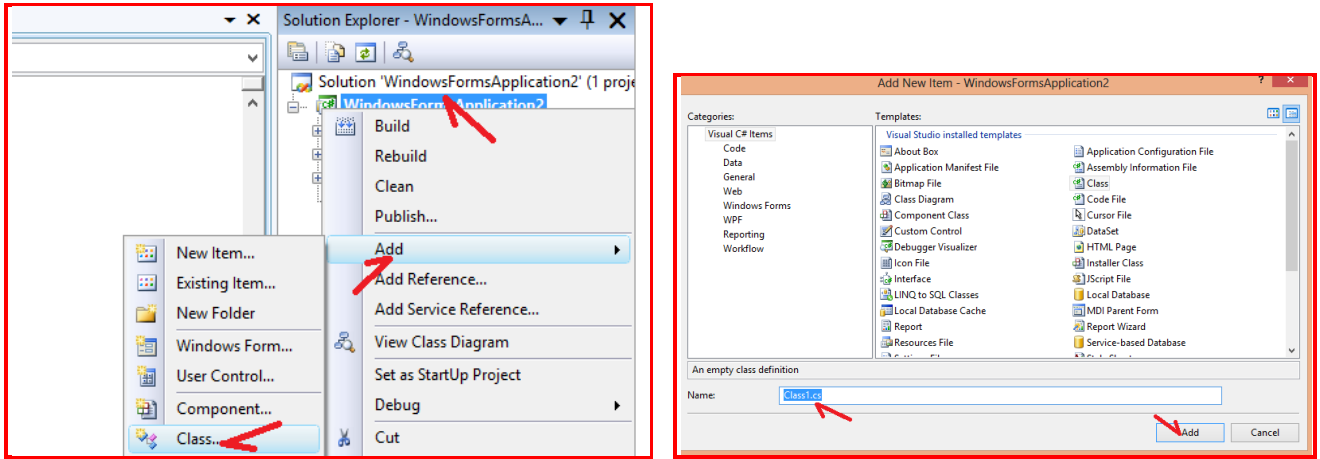 Solution Explorer - WindowsFormsA...
Solution 'WindowsFormsApplication2' (1 proje
WindowsFormsApplication2
Build
Rebuild
Clean
Publish...
Add
Add Reference...
Add Service Reference...
View Class Diagram
Set as StartUp Project
Debug
Cut
New Item...
Existing Item...
New Folder
Windows Form...
User Control...
Component...
Class...
Add New Item - WindowsFormsApplication2
Categories:
Visual C# Items
Code
Data
General
Web
Windows Forms
WPF
Reporting
Workflow
Templates:
Visual Studio installed templates
About Box
Application Manifest File
Bitmap File
Class Diagram
Component Class
Custom Control
Debugger Visualizer
Icon File
Interface
LINQ to SQL Classes
Local Database Cache
Report
Resources File
Application Configuration File
Assembly Information File
Class
Code File
Cursor File
DataSet
HTML Page
Installer Class
JScript File
Local Database
MDI Parent Form
Report Wizard
Service-based Database
An empty class definition
Name:
Class1.cs
Add
Cancel